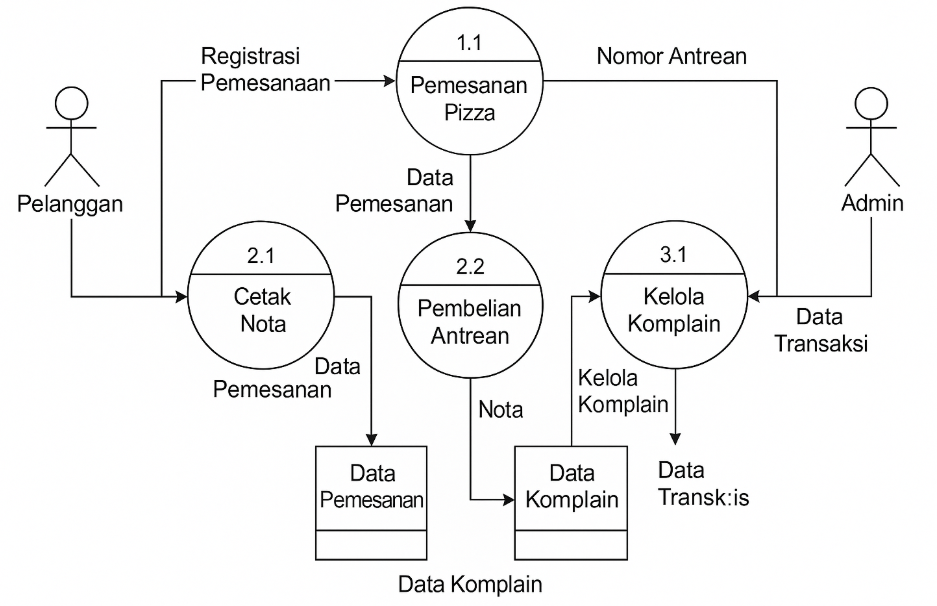 Registrasi
Pemesanaan
1.1
Pemesanan
Pizza
Nomor Antrean
Pelanggan
Admin
Data
Pemesanan
2.1
Cetak
Nota
2.2
Pembelian
Antrean
3.1
Kelola
Komplain
Data
Transaksi
Data
Pemesanan
Nota
Kelola
Komplain
Data
Pemesanan
Data
Komplain
Data
Transk:is
Data Komplain